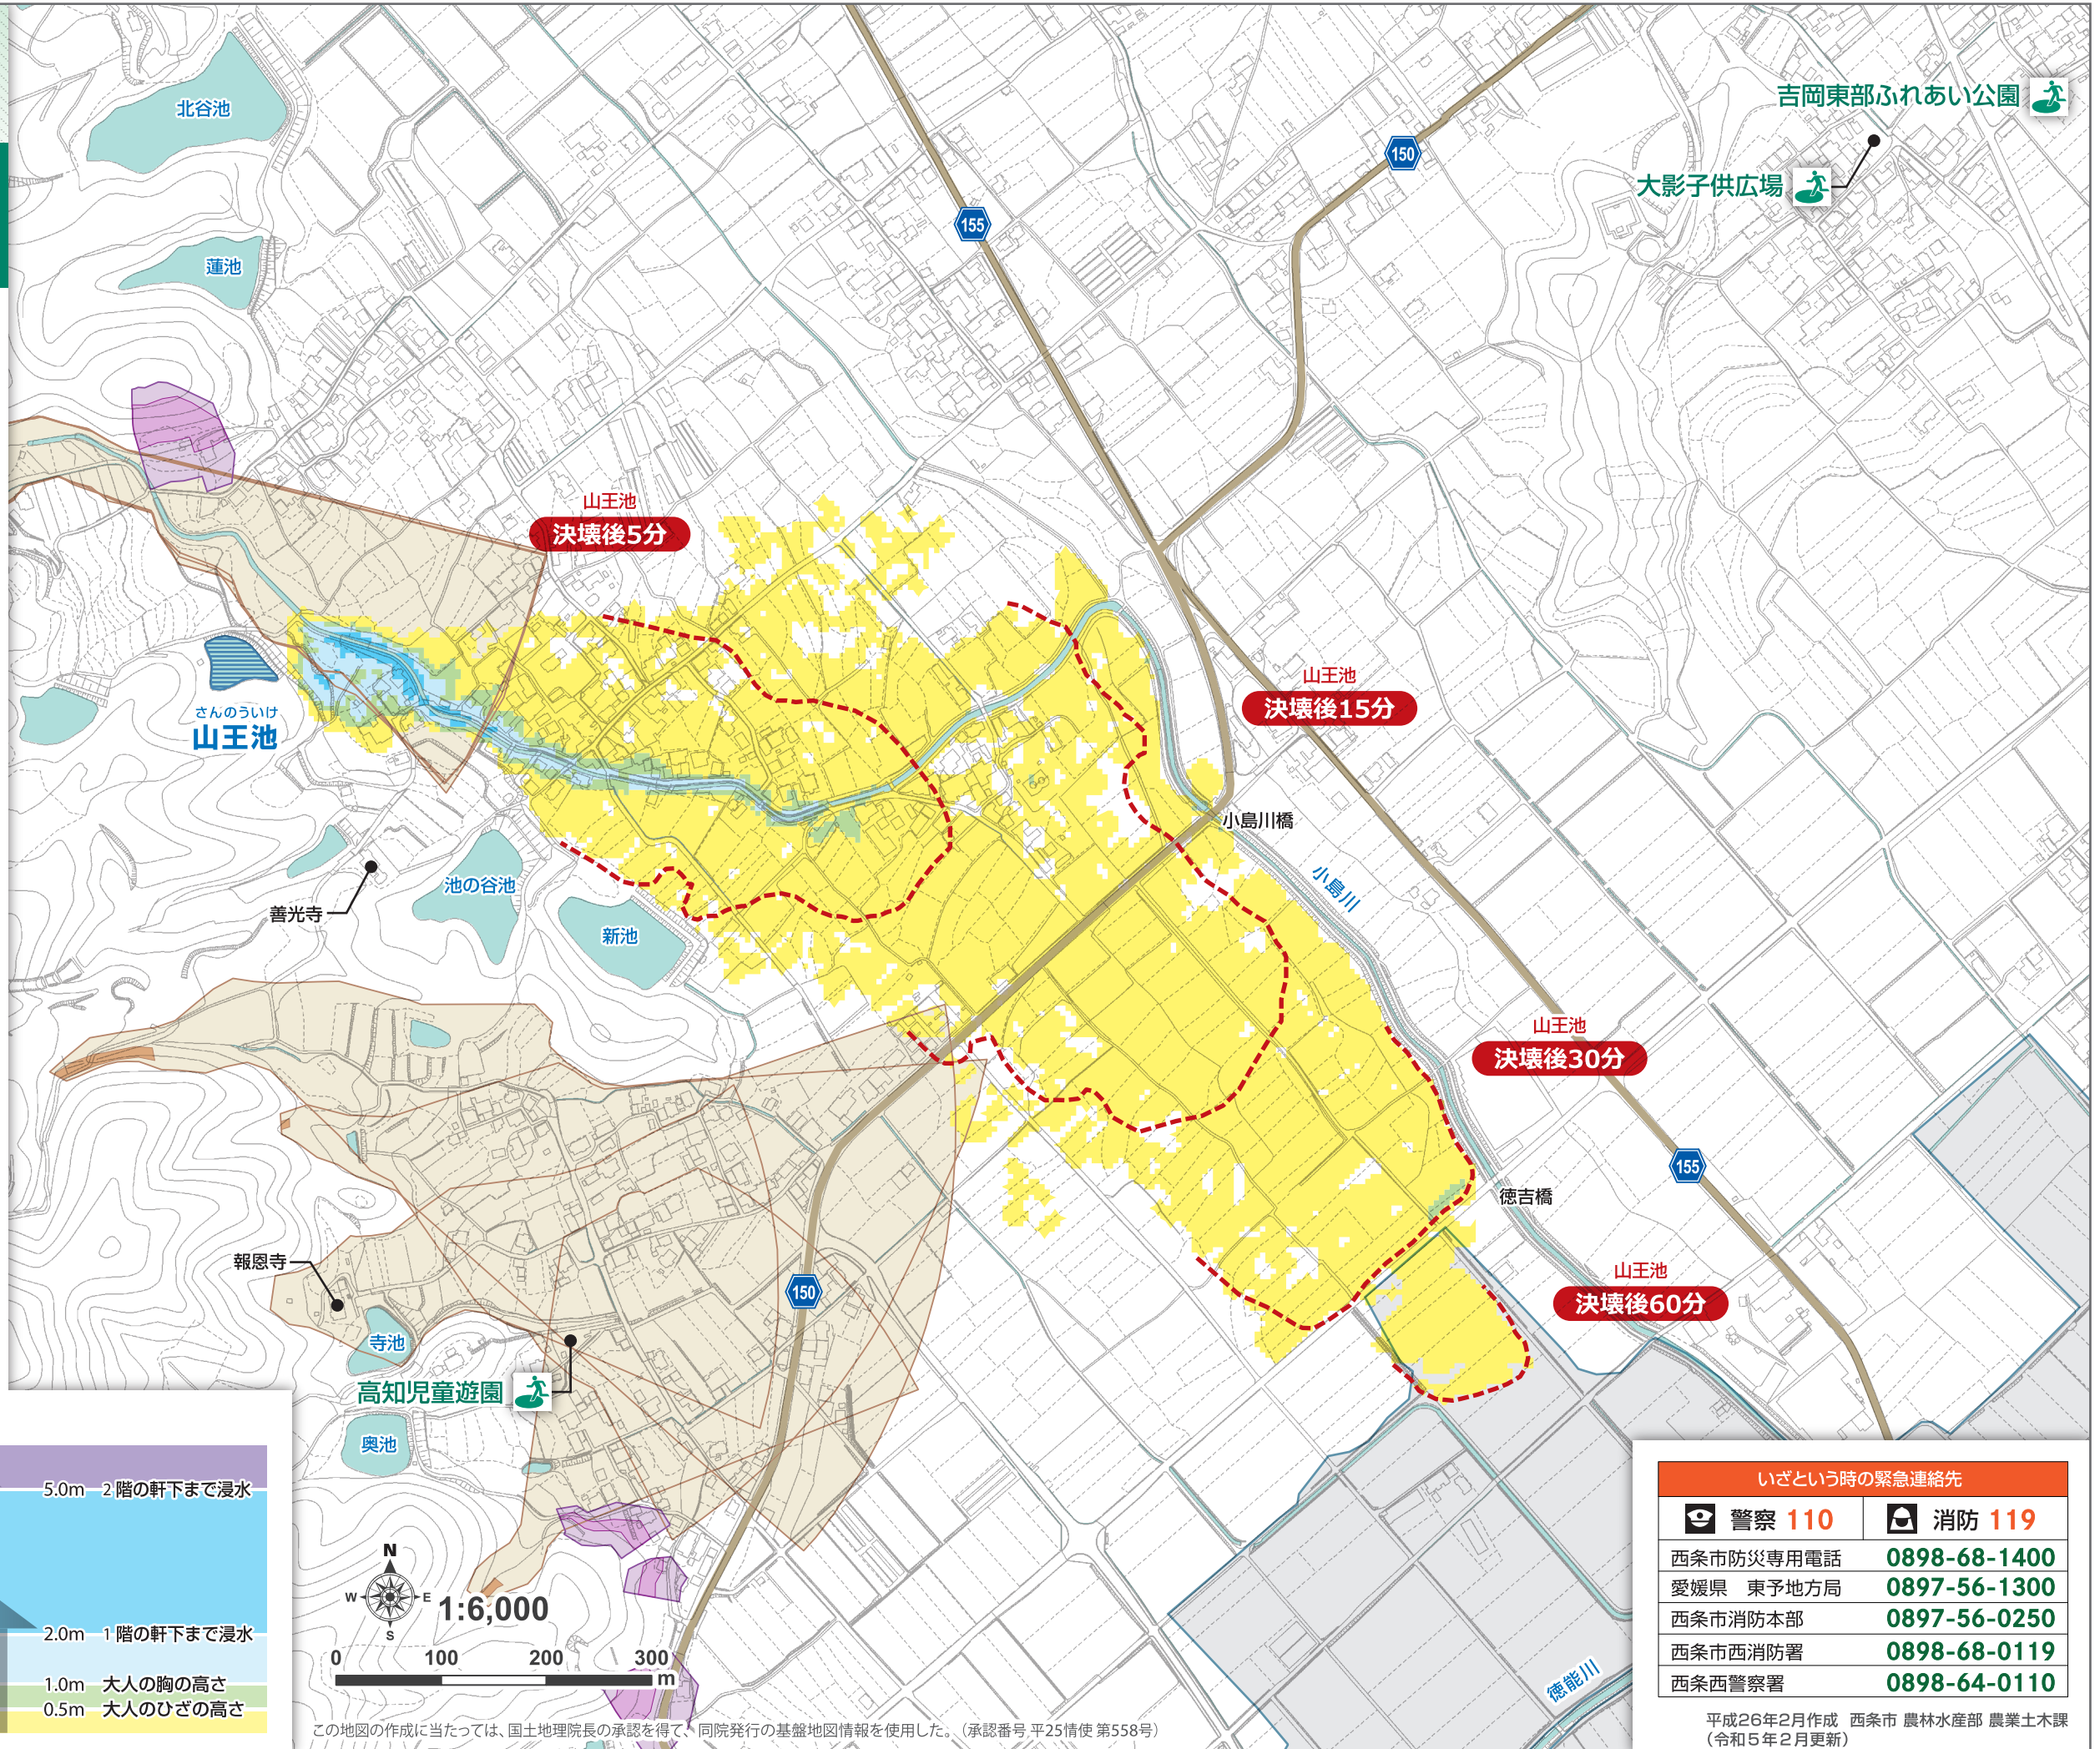 北谷池
吉岡東部ふれあい公園
150
大影子供広場
155
蓮池
山王池
決壊後5分
山王池
決壊後15分
さんのういけ
山王池
小島川橋
小島川
池の谷池
善光寺
新池
山王池
決壊後30分
155
徳吉橋
報恩寺
150
山王池
決壊後60分
寺池
高知児童遊園
奥池
5.0m 2階の軒下まで浸水
2.0m 1階の軒下まで浸水
1.0m 大人の胸の高さ
0.5m 大人のひざの高さ
N
W E
S
1:6,000
0 100 200 300
m
徳能川
この地図の作成に当たっては、国土地理院長の承認を得て、同院発行の基盤地図情報を使用した。（承認番号 平25情使 第558号）
いざという時の緊急連絡先
警察 110 消防 119
西条市防災専用電話 0898-68-1400
愛媛県 東予地方局 0897-56-1300
西条市消防本部 0897-56-0250
西条市西消防署 0898-68-0119
西条西警察署 0898-64-0110
平成26年2月作成 西条市 農林水産部 農業土木課
（令和5年2月更新）